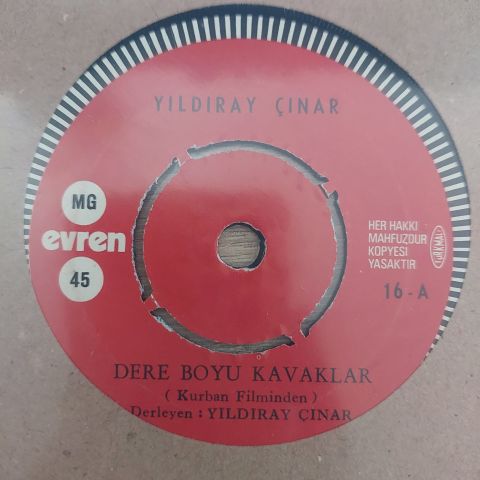 YILDIRAY ÇINAR
MG
evren
45
HER HAKKI
MAHFUZDUR
KOPYESİ
YASAKTIR
TÜRKMALI
16-A
DERE BOYU KAVAKLAR
( Kurban Filminden )
Derleyen : YILDIRAY ÇINAR